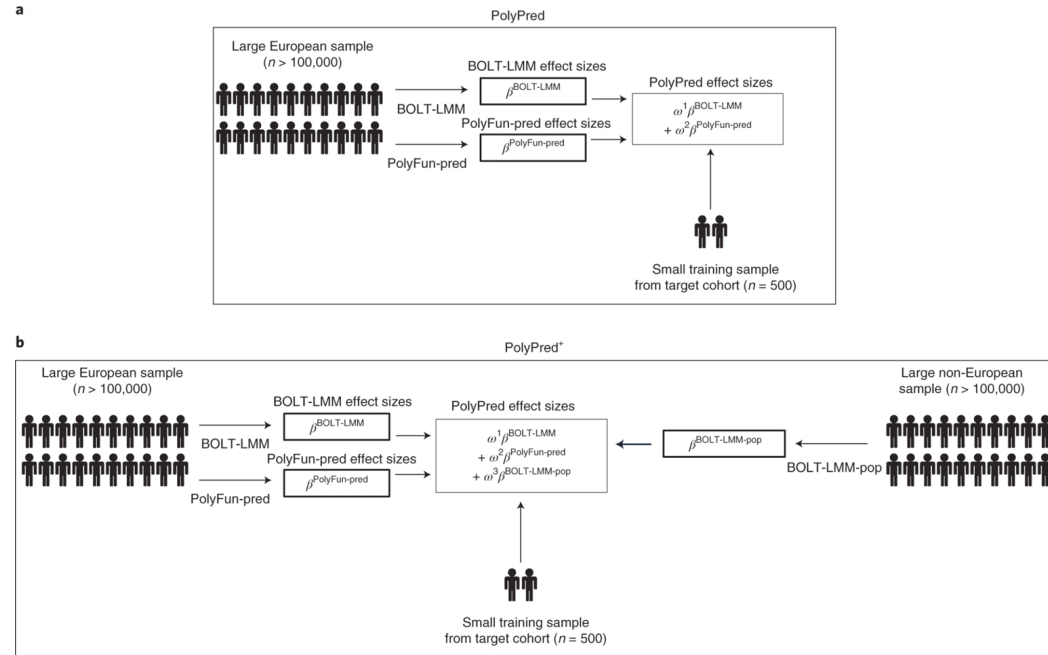 a
PolyPred
Large European sample
(n > 100,000)
BOLT-LMM
PolyFun-pred
BOLT-LMM effect sizes
β^BOLT-LMM
PolyFun-pred effect sizes
β^PolyFun-pred
PolyPred effect sizes
ω^1β^BOLT-LMM
+ ω^2β^PolyFun-pred
Small training sample
from target cohort (n = 500)
b
PolyPred⁺
Large European sample
(n > 100,000)
BOLT-LMM
PolyFun-pred
BOLT-LMM effect sizes
β^BOLT-LMM
PolyFun-pred effect sizes
β^PolyFun-pred
PolyPred effect sizes
ω^1β^BOLT-LMM
+ ω^2β^PolyFun-pred
+ ω^3β^BOLT-LMM-pop
β^BOLT-LMM-pop
BOLT-LMM-pop
Large non-European
sample (n > 100,000)
Small training sample
from target cohort (n = 500)